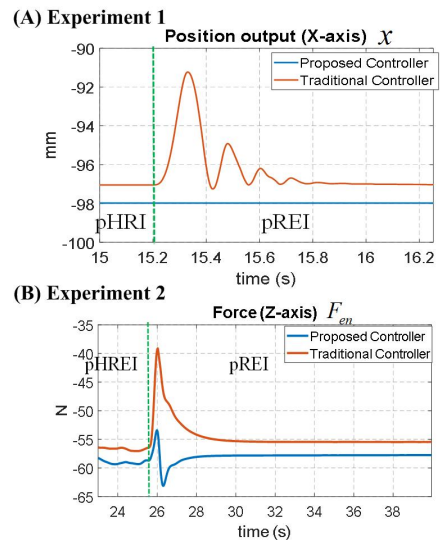 (A) Experiment 1
Position output (X-axis) x
Proposed Controller
Traditional Controller
mm
-90
-92
-94
-96
-98
-100
pHRI
pREI
15 15.2 15.4 15.6 15.8 16 16.2
time (s)
(B) Experiment 2
Force (Z-axis) F_en
Proposed Controller
Traditional Controller
N
-35
-40
-45
-50
-55
-60
-65
pHREI
pREI
24 26 28 30 32 34 36 38
time (s)